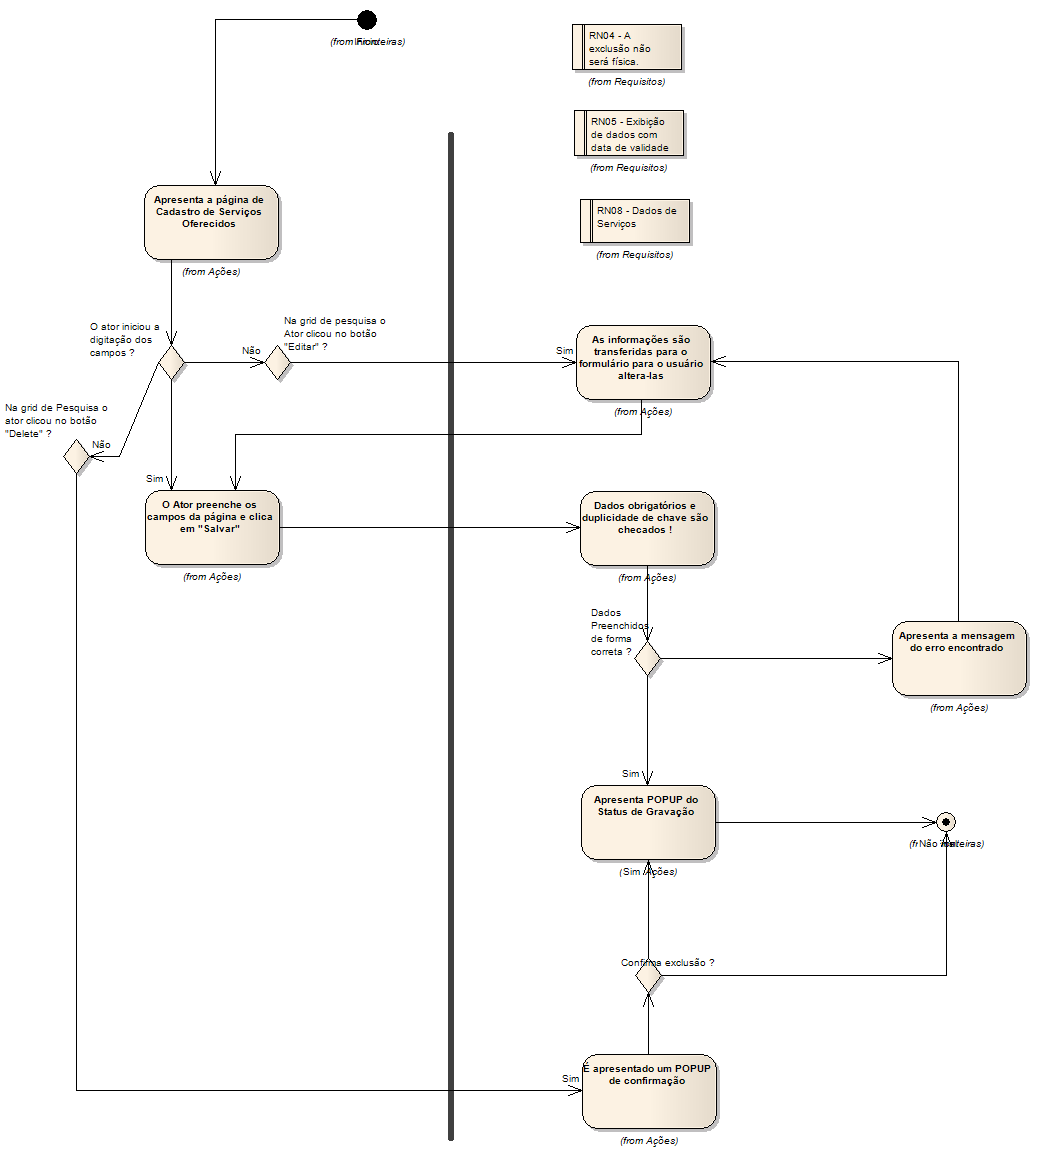 (from Fronteiras)
RN04 - A
exclusão não
será física.
(from Requisitos)
RN05 - Exibição
de dados com
data de validade
(from Requisitos)
RN08 - Dados de
Serviços
(from Requisitos)
Apresenta a página de
Cadastro de Serviços
Oferecidos
(from Ações)
O ator iniciou a
digitação dos
campos ?
Na grid de pesquisa o
Ator clicou no botão
"Editar" ?
Não
Sim
As informações são
transferidas para o
formulário para o usuário
altera-las
(from Ações)
Na grid de Pesquisa o
ator clicou no botão
"Delete" ?
Não
Sim
O Ator preenche os
campos da página e clica
em "Salvar"
(from Ações)
Dados obrigatórios e
duplicidade de chave são
checados !
(from Ações)
Dados
Preenchidos
de forma
correta ?
Apresenta a mensagem
do erro encontrado
(from Ações)
Sim
Apresenta POPUP do
Status de Gravação
Sim Ações)
Não
Confirma exclusão ?
Sim
É apresentado um POPUP
de confirmação
(from Ações)